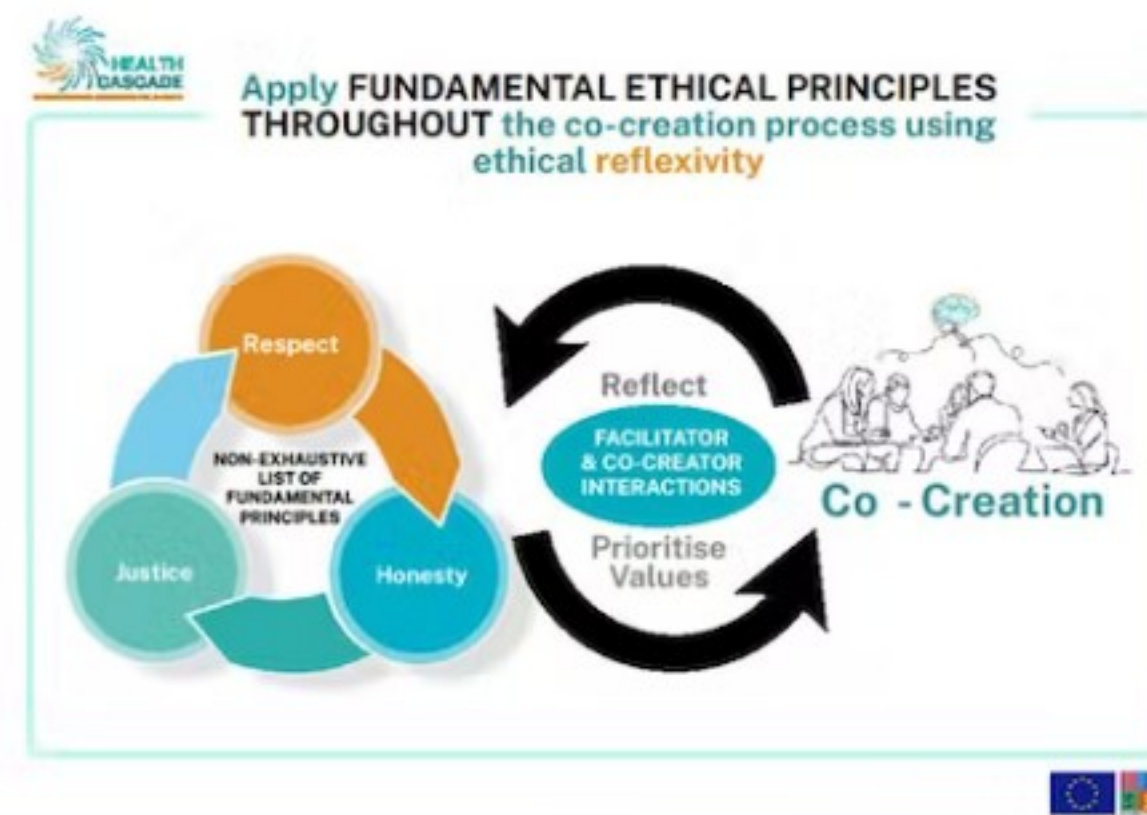 HEALTH
CASCADE
Apply FUNDAMENTAL ETHICAL PRINCIPLES
THROUGHOUT the co-creation process using
ethical reflexivity
Respect
NON-EXHAUSTIVE
LIST OF
FUNDAMENTAL
PRINCIPLES
Justice
Honesty
Reflect
FACILITATOR
& CO-CREATOR
INTERACTIONS
Prioritise
Values
Co - Creation